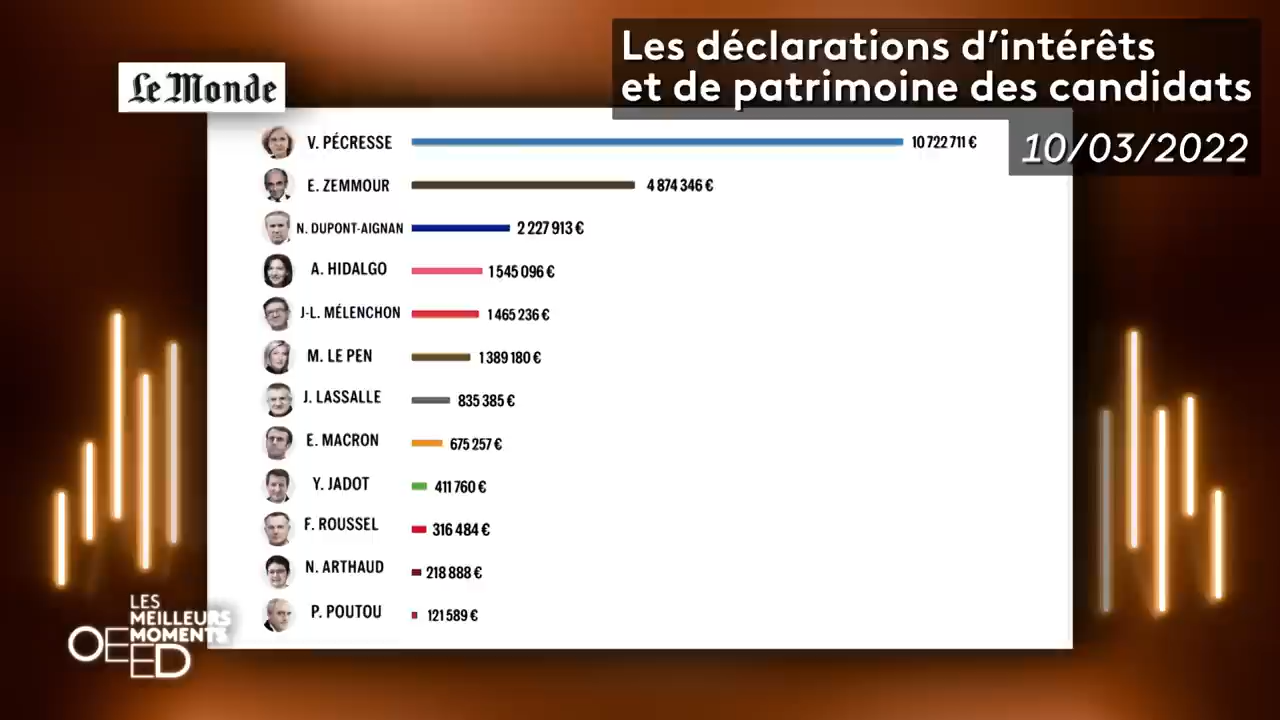 Les déclarations d’intérêts
et de patrimoine des candidats
10/03/2022
Le Monde
V. PÉCRESSE 10 722 711 €
E. ZEMMOUR 4 874 346 €
N. DUPONT-AIGNAN 2 227 913 €
A. HIDALGO 1 545 096 €
J-L. MÉLENCHON 1 465 236 €
M. LE PEN 1 389 180 €
J. LASSALLE 835 385 €
E. MACRON 675 257 €
Y. JADOT 411 760 €
F. ROUSSEL 316 484 €
N. ARTHAUD 218 888 €
P. POUTOU 121 589 €
LES
MEILLEURS
MOMENTS
OEED